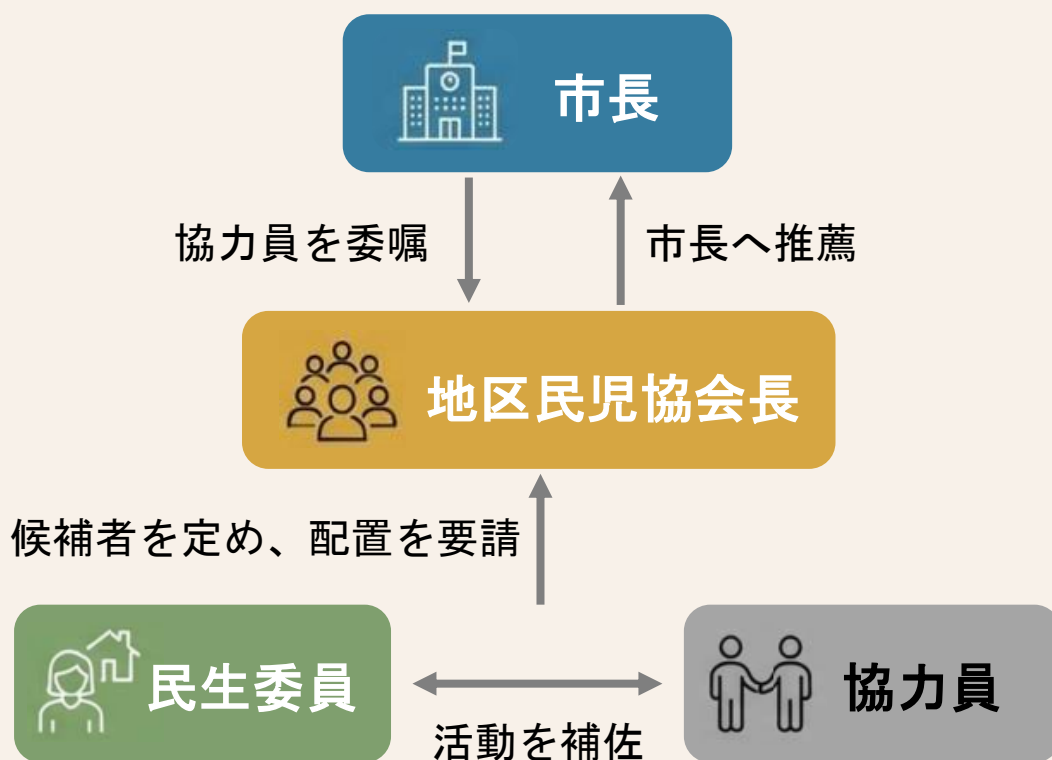 市長
協力員を委嘱
市長へ推薦
地区民児協会長
候補者を定め、配置を要請
民生委員
協力員
活動を補佐